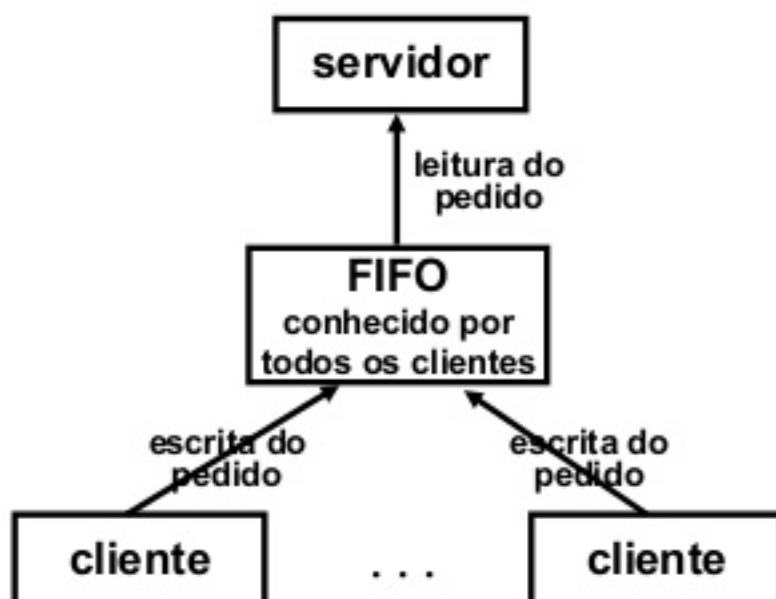 servidor
leitura do
pedido
FIFO
conhecido por
todos os clientes
escrita do
pedido
escrita do
pedido
cliente
. . .
cliente